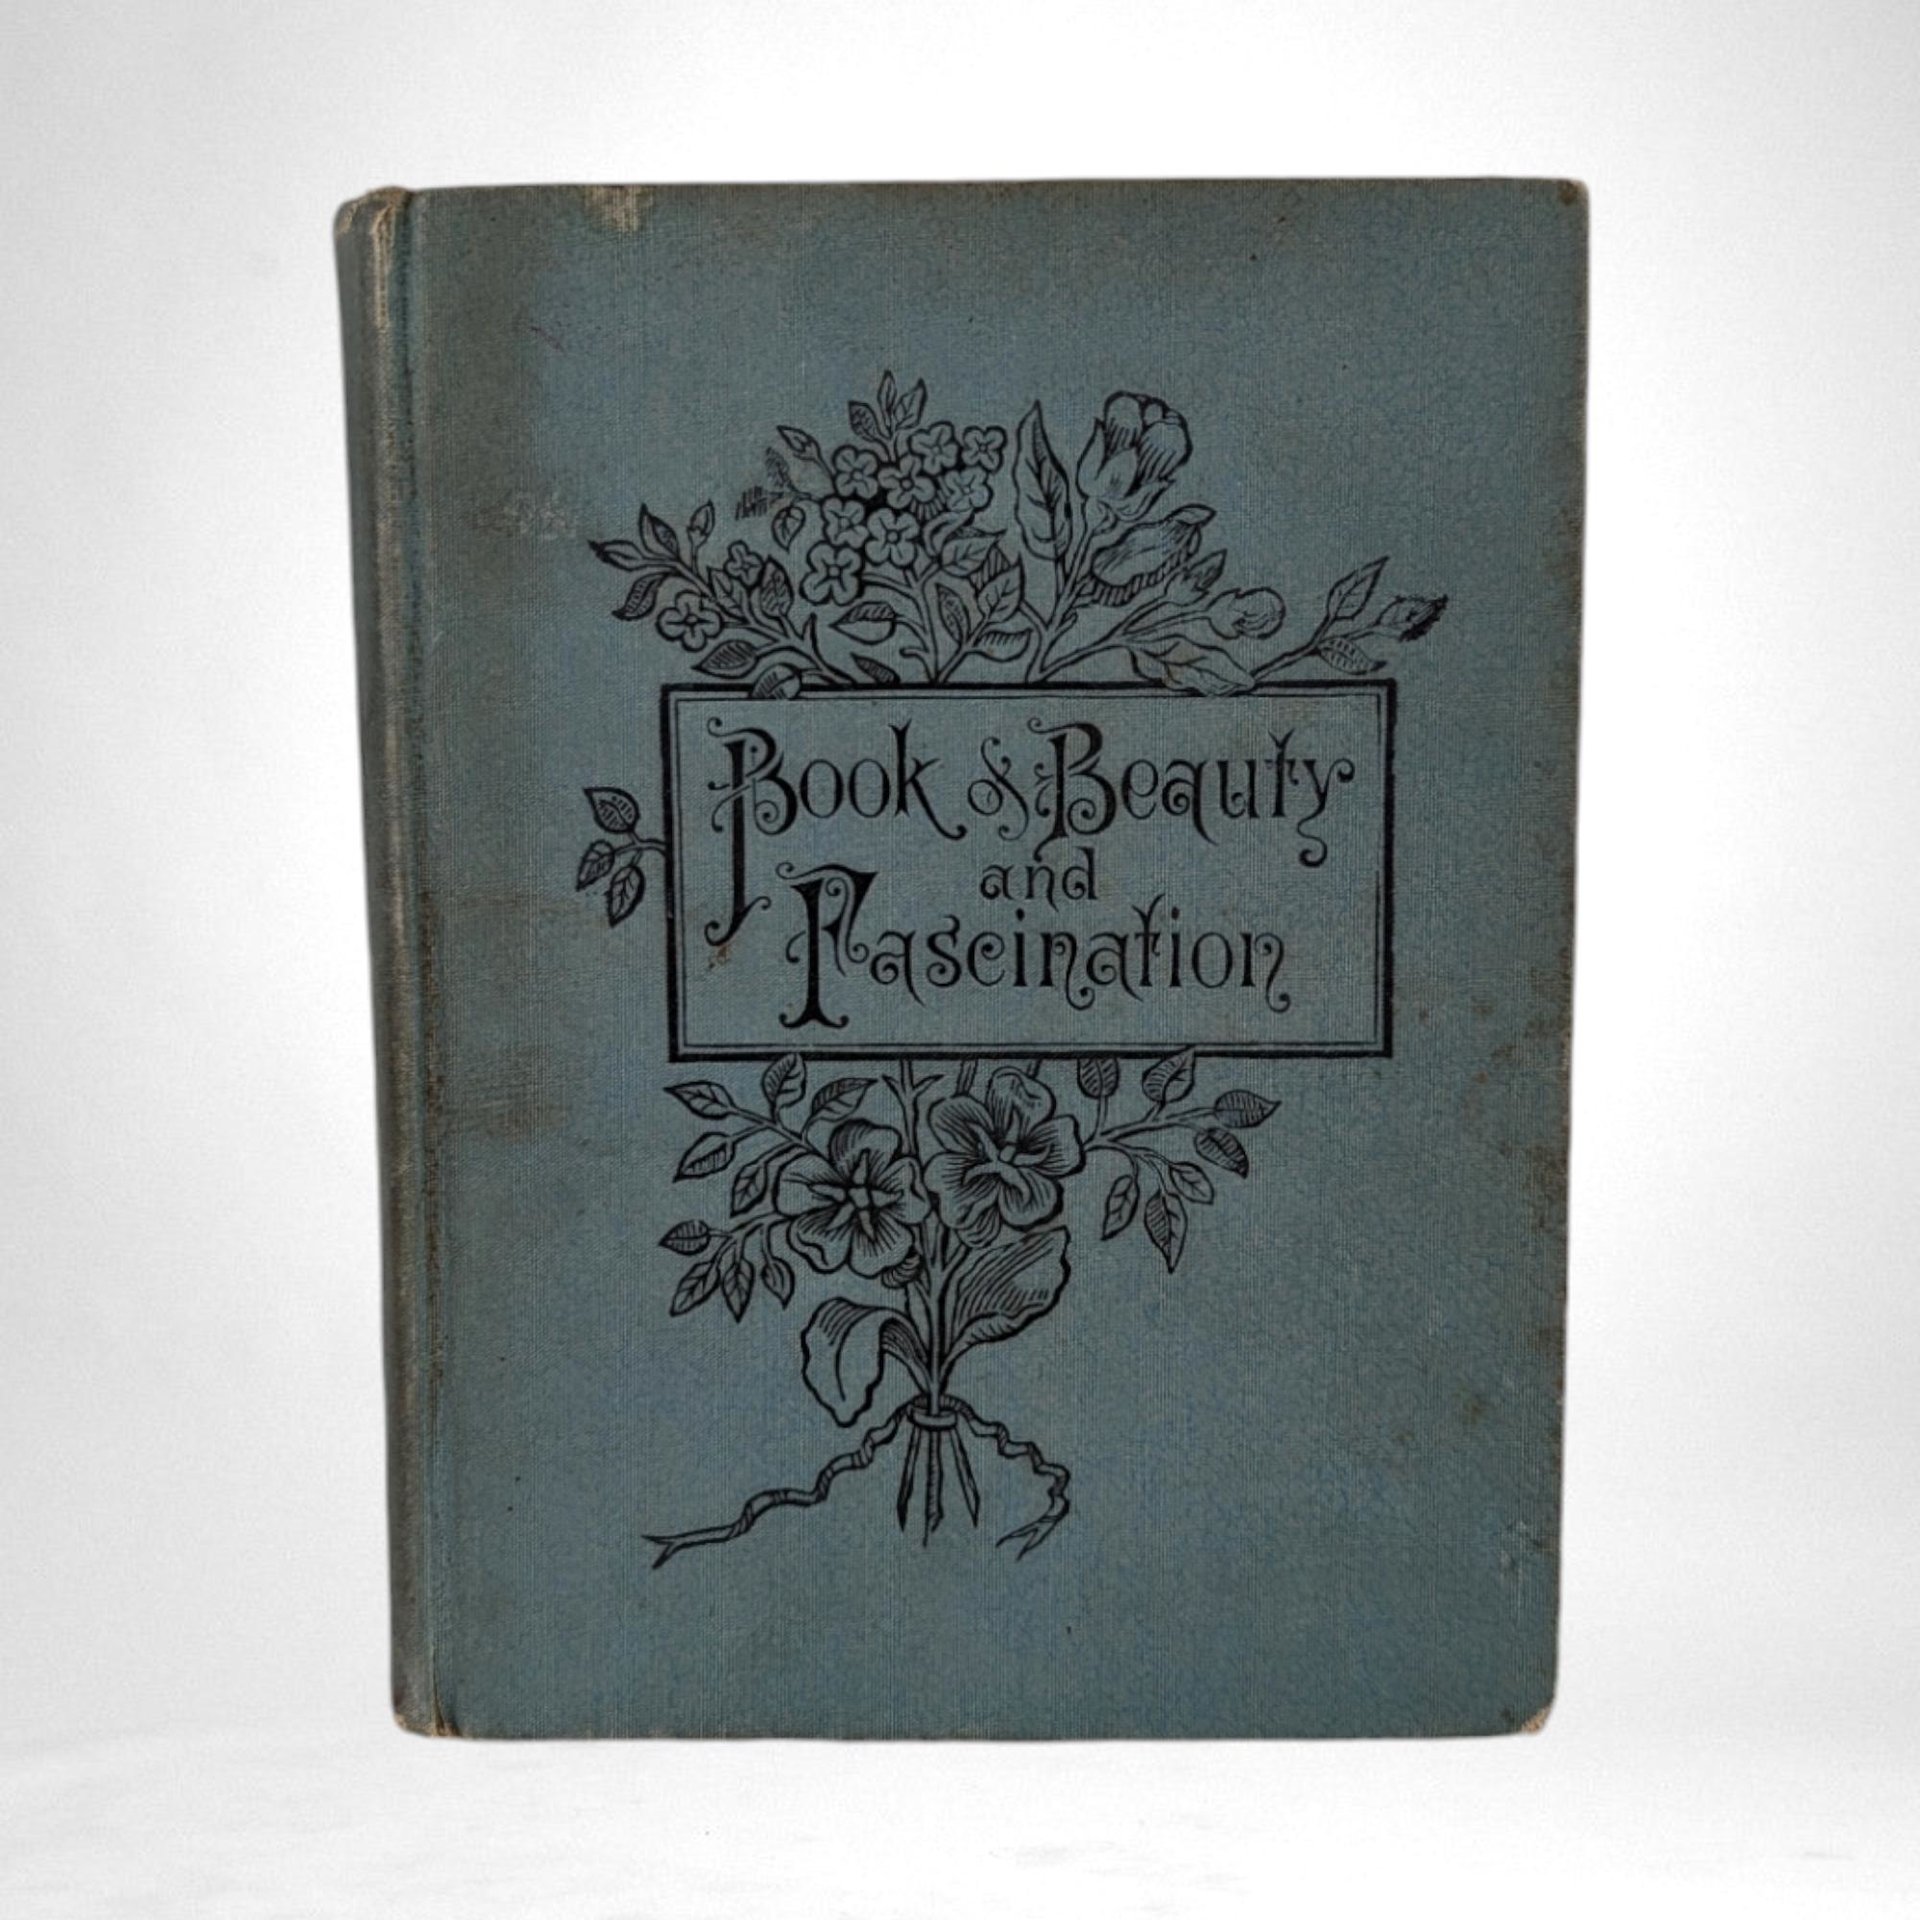 Book of Beauty
and
Fascination